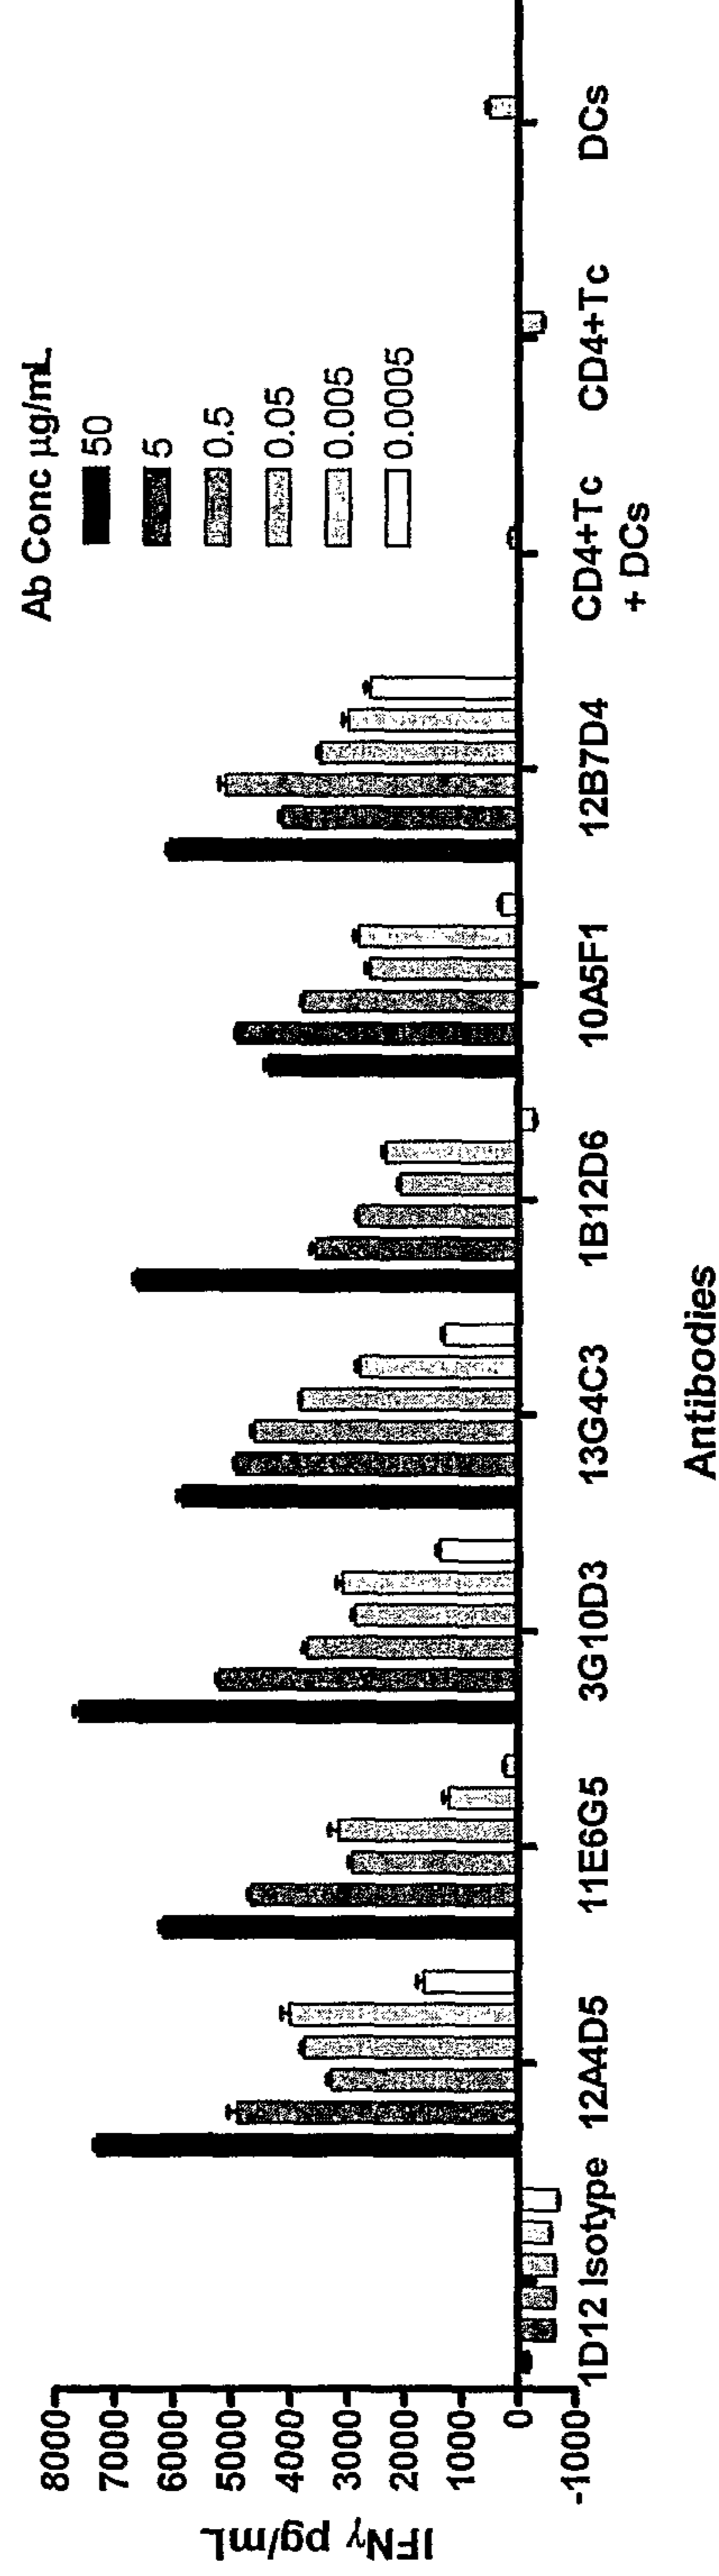 Ab Conc µg/mL
50
5
0.5
0.05
0.005
0.0005
IFNγ pg/mL
8000
7000
6000
5000
4000
3000
2000
1000
0
-1000
1D12 Isotype
12A4D5
11E6G5
3G10D3
13G4C3
1B12D6
10A5F1
12B7D4
CD4+Tc
+ DCs
CD4+Tc
DCs
Antibodies